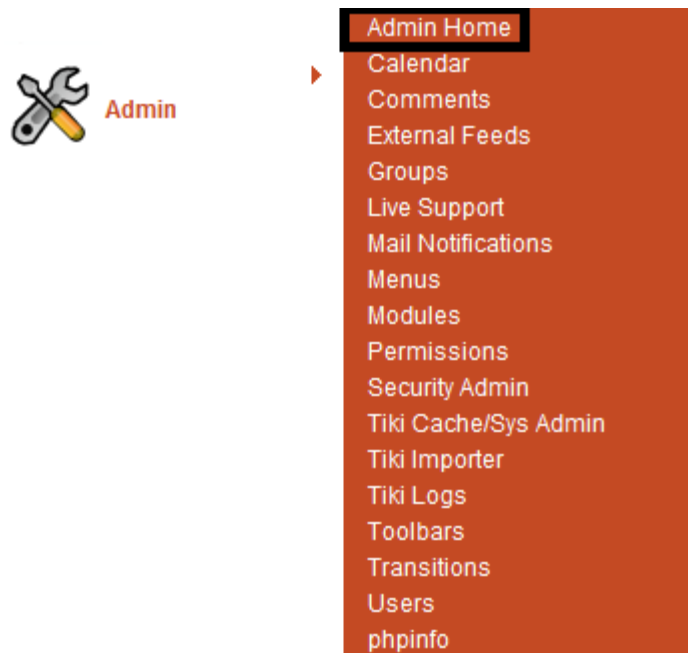 Admin
Admin Home
Calendar
Comments
External Feeds
Groups
Live Support
Mail Notifications
Menus
Modules
Permissions
Security Admin
Tiki Cache/Sys Admin
Tiki Importer
Tiki Logs
Toolbars
Transitions
Users
phpinfo